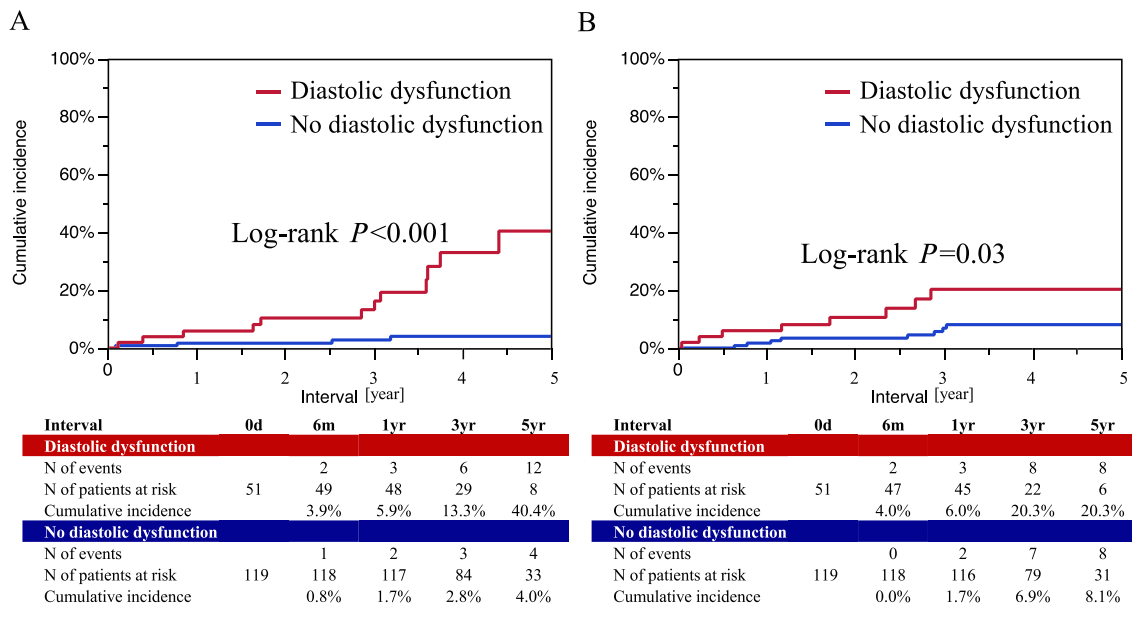 A
100%
80%
60%
40%
20%
0%
Cumulative incidence
Diastolic dysfunction
No diastolic dysfunction
Log-rank P<0.001
0 1 2 3 4 5
Interval [year]
Interval 0d 6m 1yr 3yr 5yr
Diastolic dysfunction
N of events 2 3 6 12
N of patients at risk 51 49 48 29 8
Cumulative incidence 3.9% 5.9% 13.3% 40.4%
No diastolic dysfunction
N of events 1 2 3 4
N of patients at risk 119 118 117 84 33
Cumulative incidence 0.8% 1.7% 2.8% 4.0%
B
100%
80%
60%
40%
20%
0%
Cumulative incidence
Diastolic dysfunction
No diastolic dysfunction
Log-rank P=0.03
0 1 2 3 4 5
Interval [year]
Interval 0d 6m 1yr 3yr 5yr
Diastolic dysfunction
N of events 2 3 8 8
N of patients at risk 51 47 45 22 6
Cumulative incidence 4.0% 6.0% 20.3% 20.3%
No diastolic dysfunction
N of events 0 2 7 8
N of patients at risk 119 118 116 79 31
Cumulative incidence 0.0% 1.7% 6.9% 8.1%